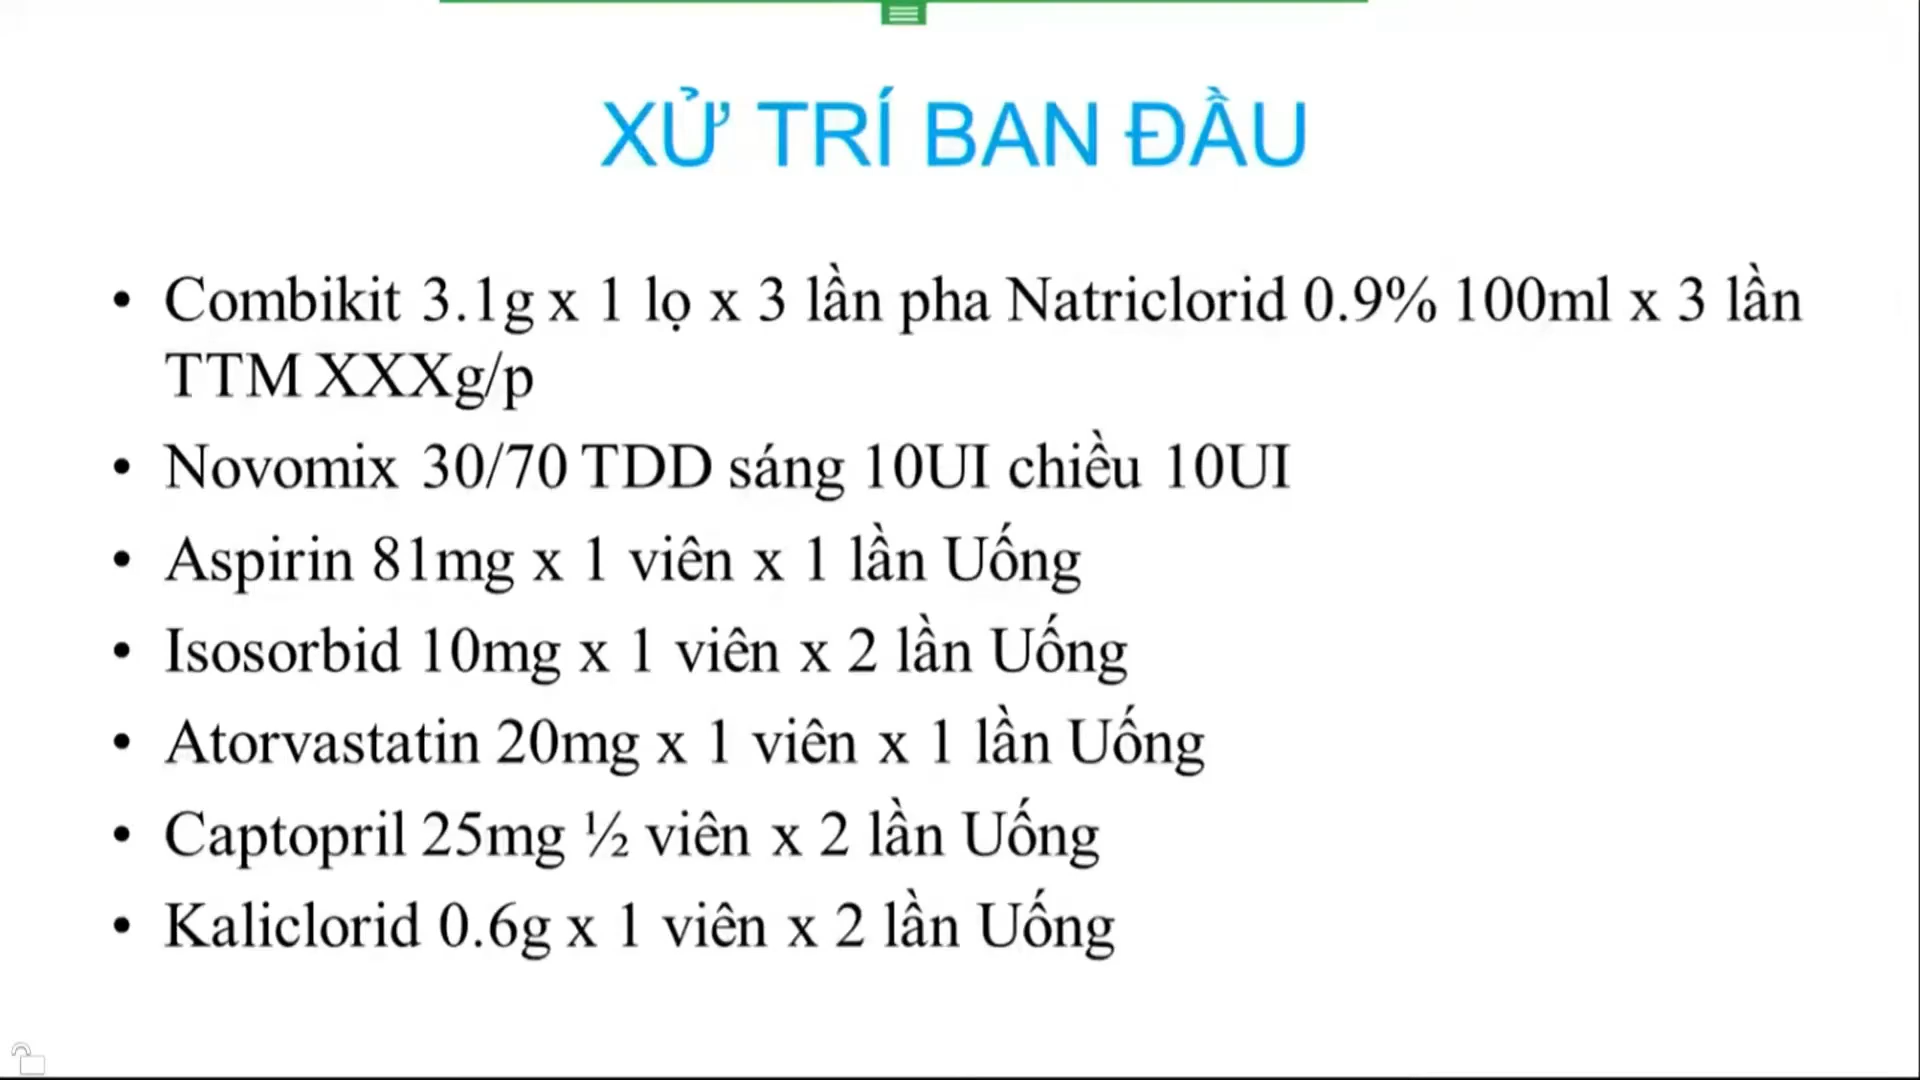 XỬ TRÍ BAN ĐẦU
• Combikit 3.1g x 1 lọ x 3 lần pha Natriclorid 0.9% 100ml x 3 lần
TTM XXXg/p
• Novomix 30/70 TDD sáng 10UI chiều 10UI
• Aspirin 81mg x 1 viên x 1 lần Uống
• Isosorbid 10mg x 1 viên x 2 lần Uống
• Atorvastatin 20mg x 1 viên x 1 lần Uống
• Captopril 25mg ½ viên x 2 lần Uống
• Kaliclorid 0.6g x 1 viên x 2 lần Uống